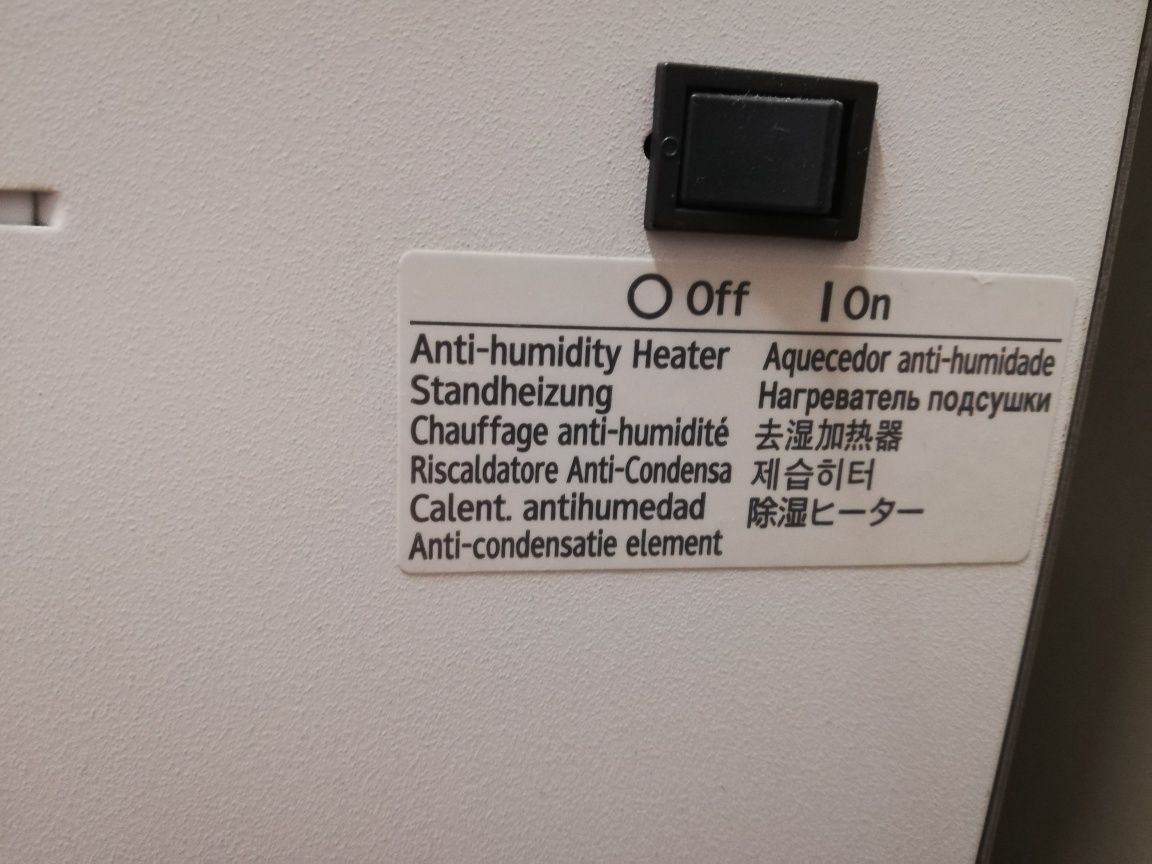 O Off I On
Anti-humidity Heater
Standheizung
Chauffage anti-humidité
Riscaldatore Anti-Condensa
Calent. antihumedad
Anti-condensatie element
Aquecedor anti-humidade
Нагреватель подсушки
去湿加热器
제습히터
除湿ヒーター